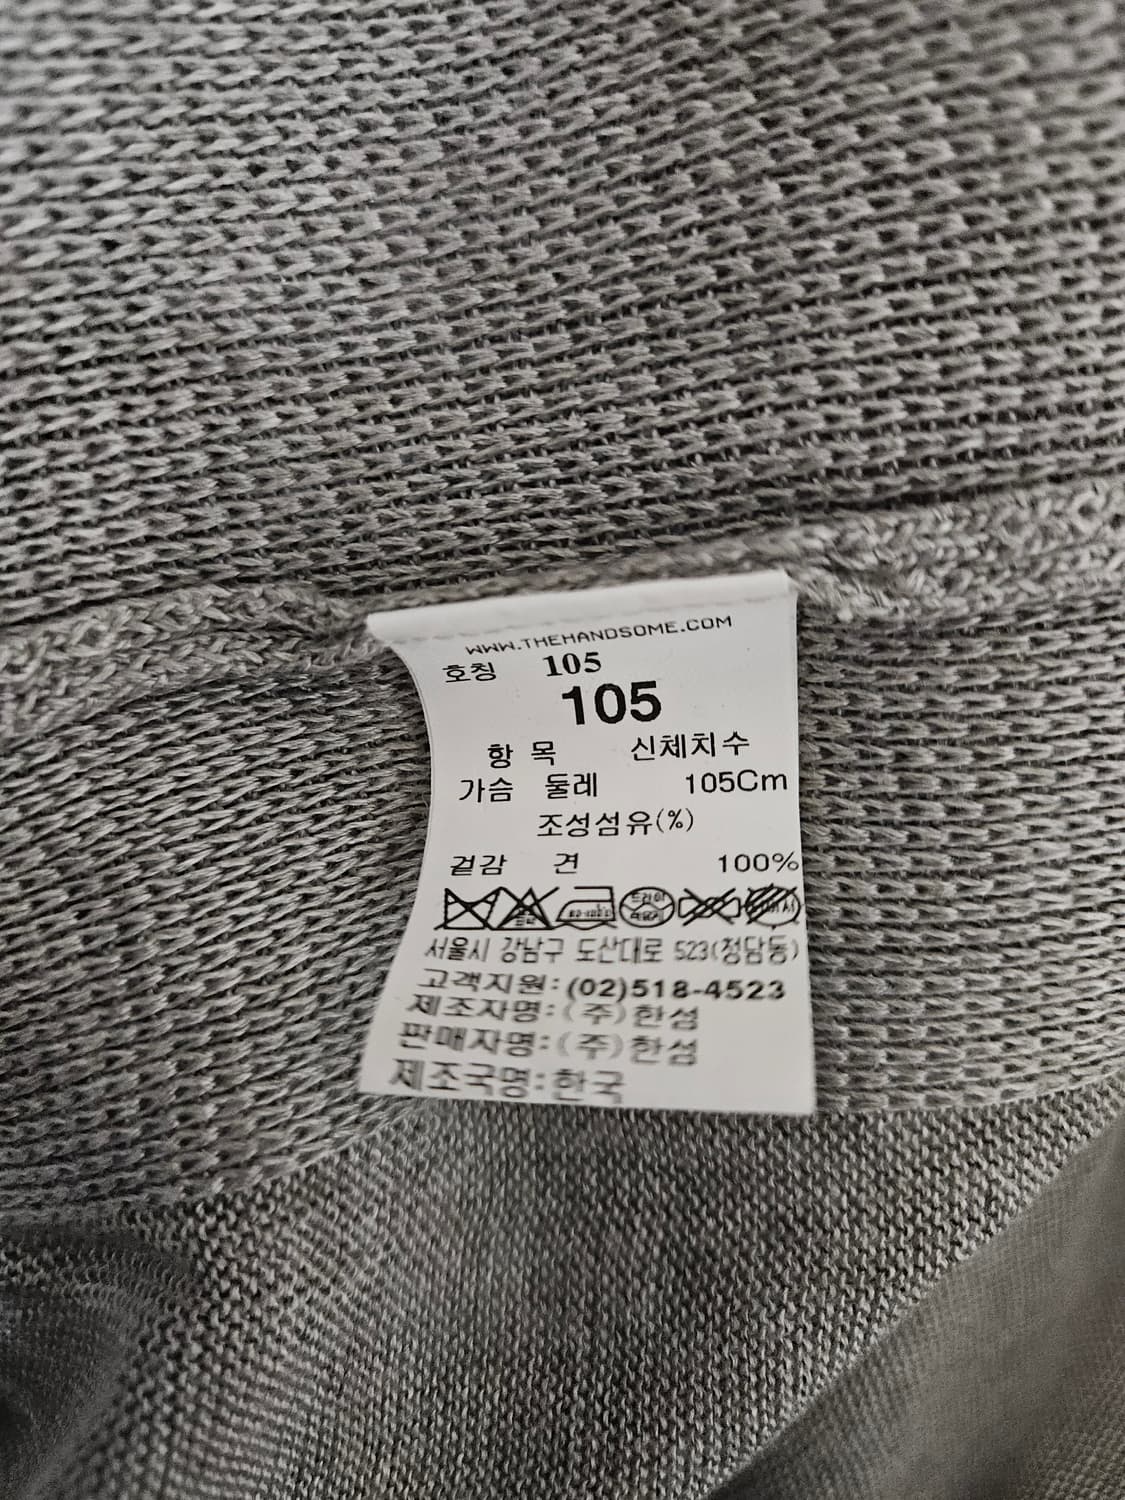 WWW.THEHANDSOME.COM
호칭 105
105
항 목 신체치수
가슴 둘레 105Cm
조성섬유(%)
겉감 견 100%
드라이
서울시 강남구 도산대로 523(청담동)
고객지원:(02)518-4523
제조자명:(주)한섬
판매자명:(주)한섬
제조국명:한국